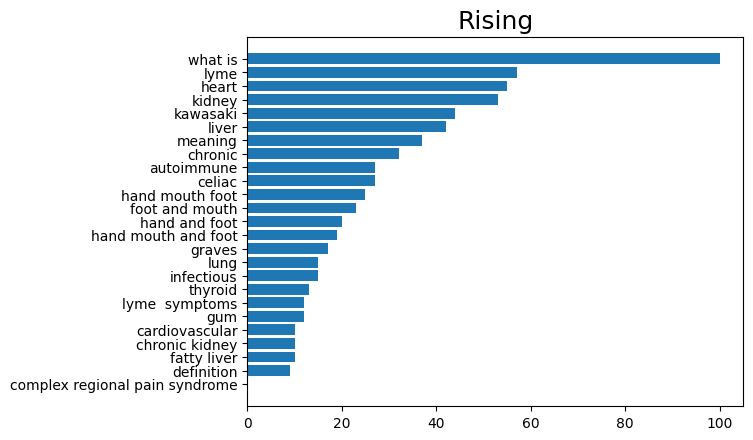 Rising
what is
lyme
heart
kidney
kawasaki
liver
meaning
chronic
autoimmune
celiac
hand mouth foot
foot and mouth
hand and foot
hand mouth and foot
graves
lung
infectious
thyroid
lyme  symptoms
gum
cardiovascular
chronic kidney
fatty liver
definition
complex regional pain syndrome
0 20 40 60 80 100